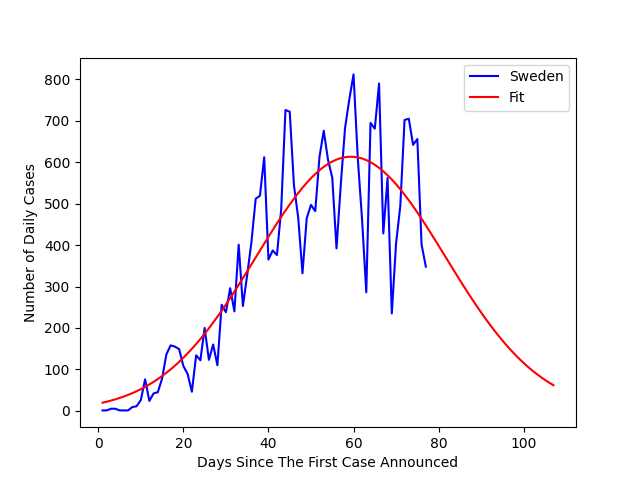 Sweden
Fit
800
700
600
500
400
300
200
100
0
Number of Daily Cases
0 20 40 60 80 100
Days Since The First Case Announced